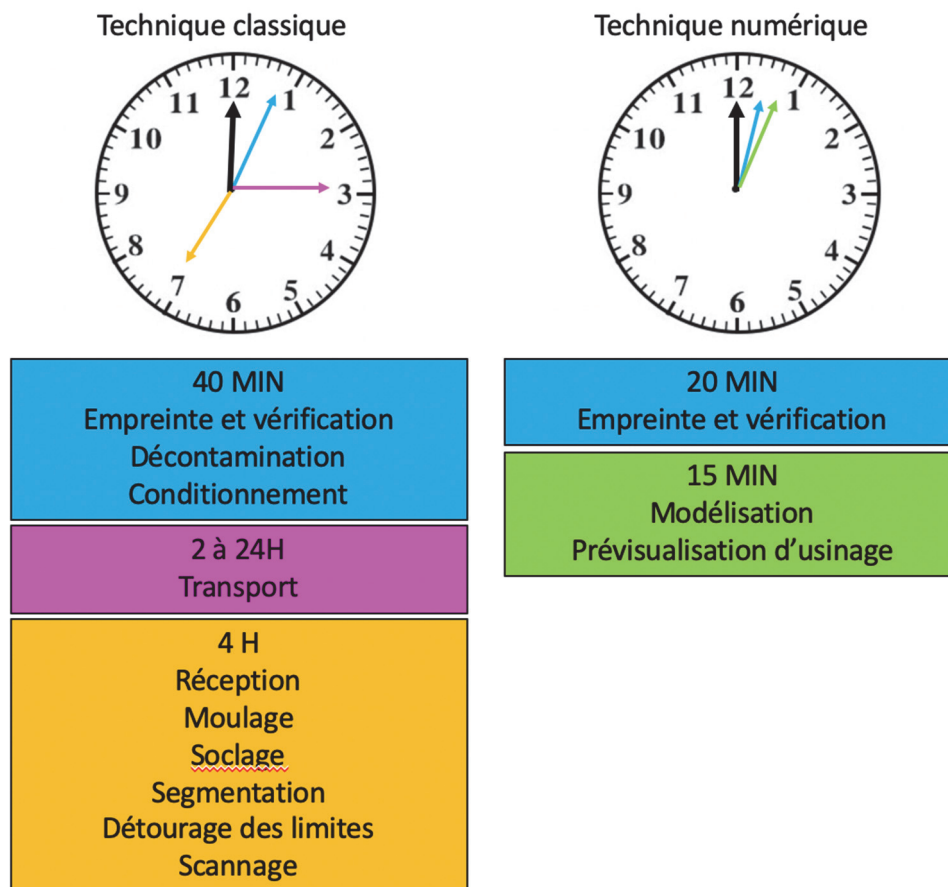 Technique classique
12
1
2
3
4
5
6
7
8
9
10
11
40 MIN
Empreinte et vérification
Décontamination
Conditionnement
2 à 24H
Transport
4 H
Réception
Moulage
Soclage
Segmentation
Détourage des limites
Scannage
Technique numérique
12
1
2
3
4
5
6
7
8
9
10
11
20 MIN
Empreinte et vérification
15 MIN
Modélisation
Prévisualisation d’usinage